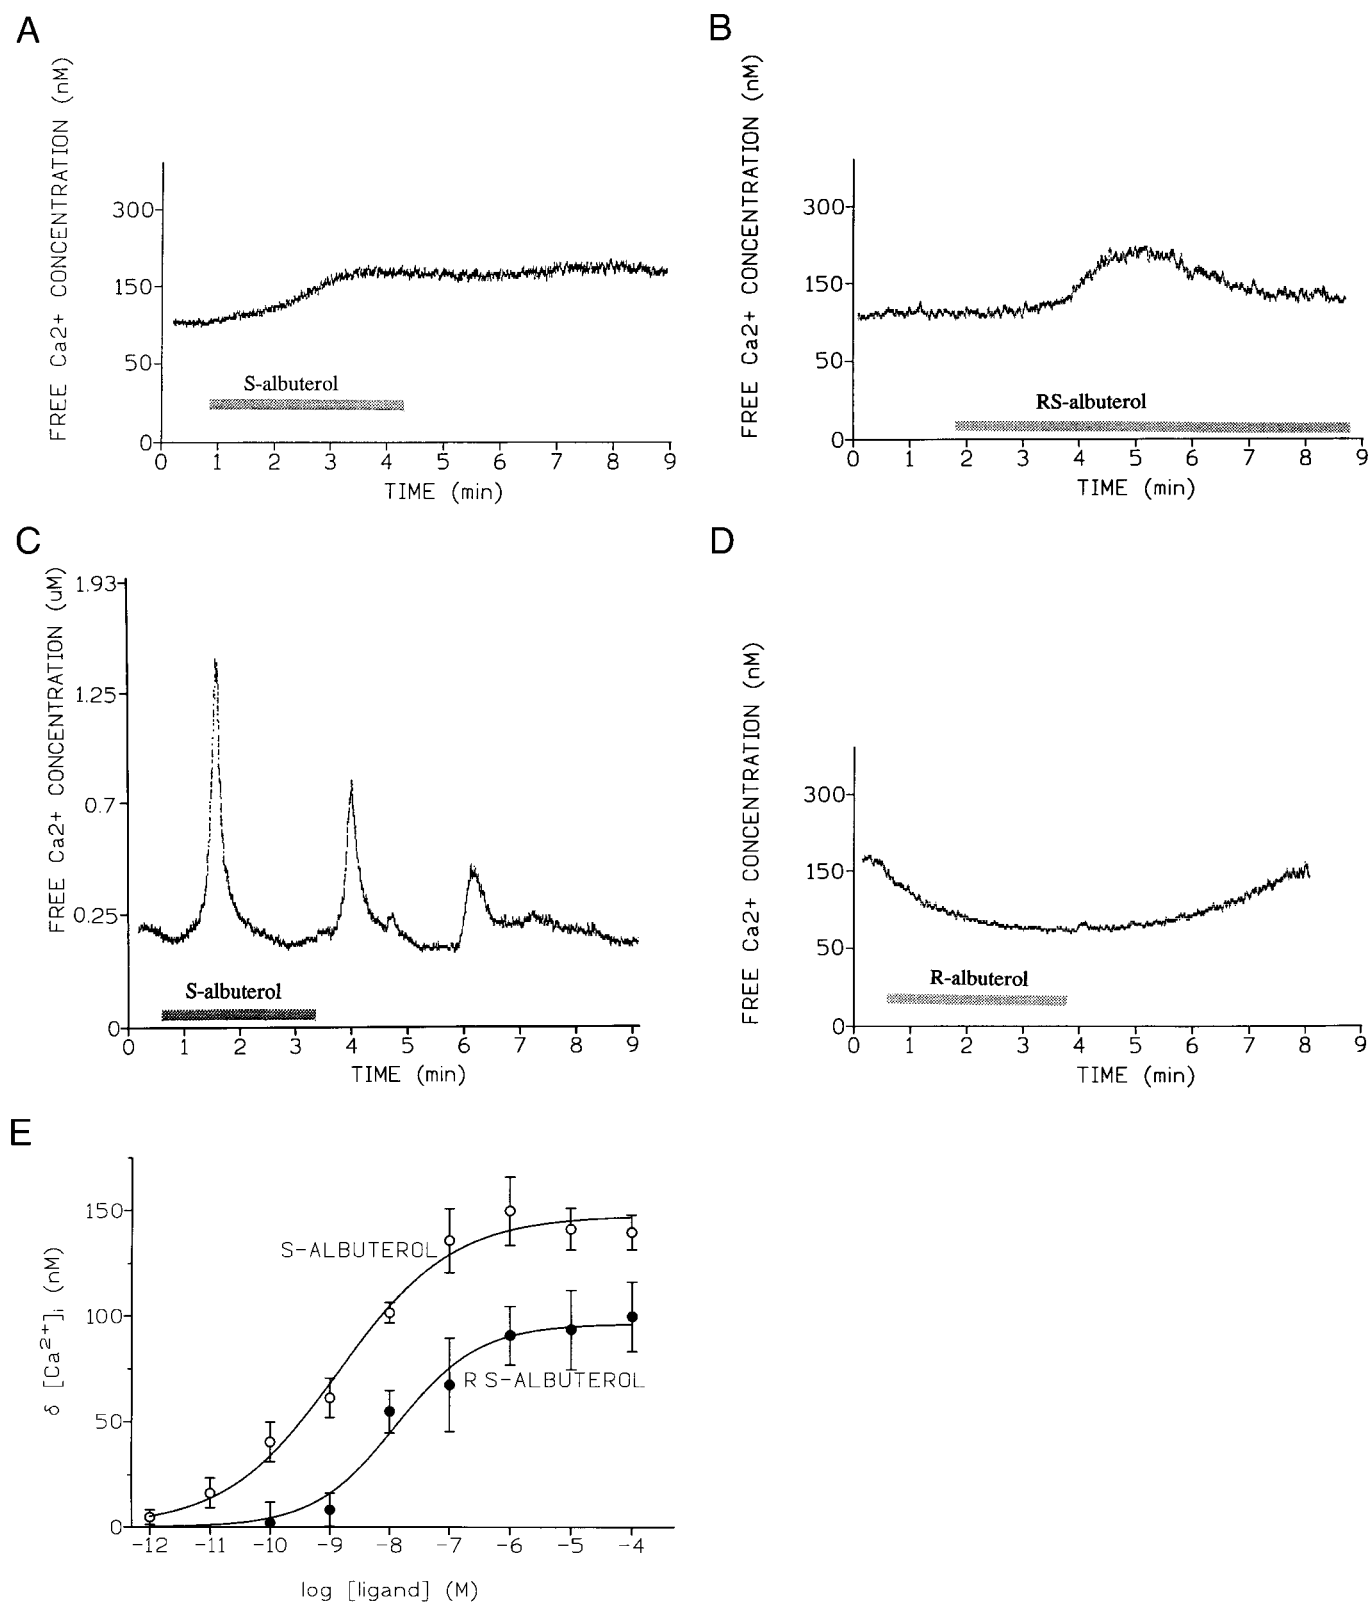 A
FREE Ca2+ CONCENTRATION (nM)
300
150
50
0
S-albuterol
0 1 2 3 4 5 6 7 8 9
TIME (min)
B
FREE Ca2+ CONCENTRATION (nM)
300
150
50
0
RS-albuterol
0 1 2 3 4 5 6 7 8 9
TIME (min)
C
FREE Ca2+ CONCENTRATION (uM)
1.93
1.25
0.7
0.25
0
S-albuterol
0 1 2 3 4 5 6 7 8 9
TIME (min)
D
FREE Ca2+ CONCENTRATION (nM)
300
150
50
0
R-albuterol
0 1 2 3 4 5 6 7 8 9
TIME (min)
E
δ [Ca2+]i (nM)
150
100
50
0
S-ALBUTEROL
R S-ALBUTEROL
-12 -11 -10 -9 -8 -7 -6 -5 -4
log [ligand] (M)